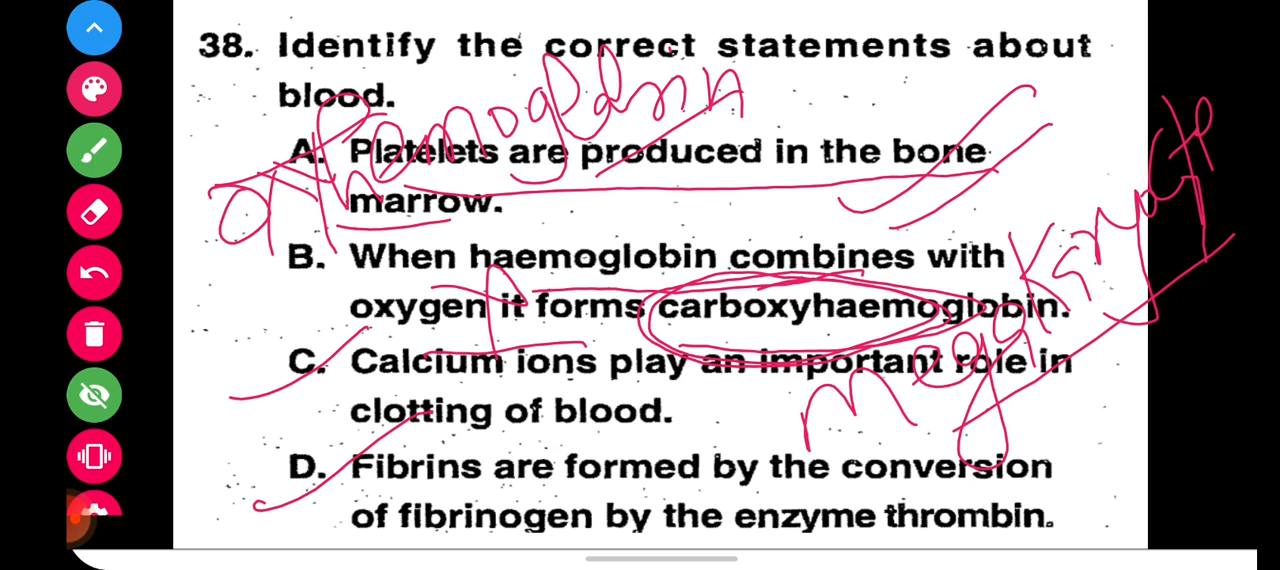 38. Identify the correct statements about
blood.
A. Platelets are produced in the bone
marrow.
B. When haemoglobin combines with
oxygen it forms carboxyhaemoglobin.
C. Calcium ions play an important role in
clotting of blood.
D. Fibrins are formed by the conversion
of fibrinogen by the enzyme thrombin.